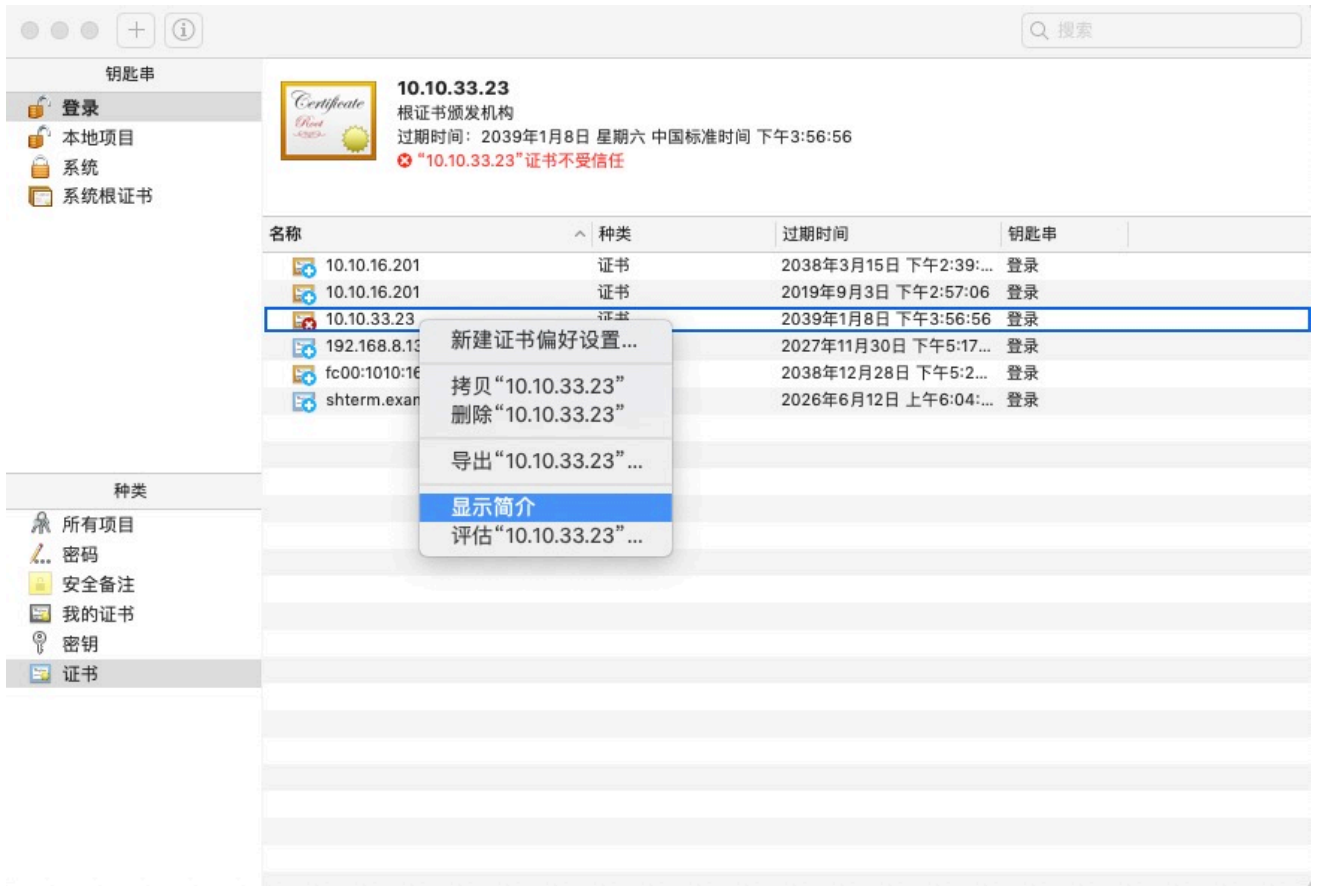 搜索
钥匙串
登录
本地项目
系统
系统根证书
Certificate
Root
10.10.33.23
根证书颁发机构
过期时间：2039年1月8日 星期六 中国标准时间 下午3:56:56
“10.10.33.23”证书不受信任
名称 种类 过期时间 钥匙串
10.10.16.201 证书 2038年3月15日 下午2:39:... 登录
10.10.16.201 证书 2019年9月3日 下午2:57:06 登录
10.10.33.23 证书 2039年1月8日 下午3:56:56 登录
192.168.8.13 2027年11月30日 下午5:17... 登录
fc00:1010:16 2038年12月28日 下午5:2... 登录
shterm.exam 2026年6月12日 上午6:04:... 登录
新建证书偏好设置...
拷贝“10.10.33.23”
删除“10.10.33.23”
导出“10.10.33.23”...
显示简介
评估“10.10.33.23”...
种类
所有项目
密码
安全备注
我的证书
密钥
证书